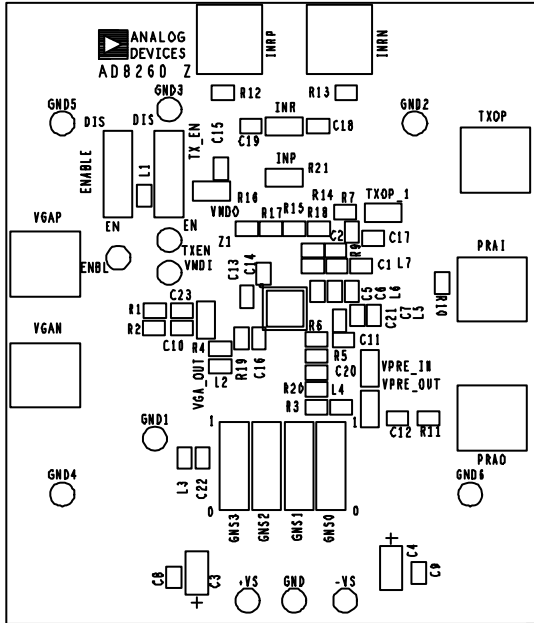 ANALOG
DEVICES
AD8260 Z
INRP
INRN
R12
R13
GND5
GND3
GND2
DIS
DIS
TX_EN
INR
C19
C18
TXOP
ENABLE
L1
C15
INP
R21
R14
VGAP
R16
VMDO
R17
R15
R18
R7
TXOP_1
EN
EN
Z1
C2
R9
C17
PRAI
TXEN
ENBL
VMDI
C13
C14
C1
L7
C5
C6
L6
R10
R1
C23
C21
C7
L5
R2
C10
VGAN
R4
R6
C11
VGA_OUT
L2
R19
C16
R5
C20
VPRE_IN
R20
L4
VPRE_OUT
R3
GND1
1
1
C12
R11
PRAO
L3
C22
GND4
GND6
0
0
GNS3
GNS2
GNS1
GNS0
C8
C3
+
+VS
GND
-VS
+
C4
C9